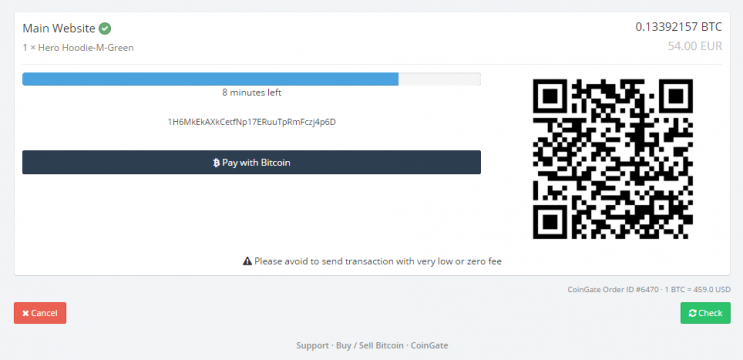 Main Website
0.13392157 BTC
1 × Hero Hoodie-M-Green
54.00 EUR
8 minutes left
1H6MkEkAXkCetfNp17ERuuTpRmFczj4p6D
Pay with Bitcoin
Please avoid to send transaction with very low or zero fee
CoinGate Order ID #6470 · 1 BTC = 459.0 USD
Cancel
Check
Support · Buy / Sell Bitcoin · CoinGate